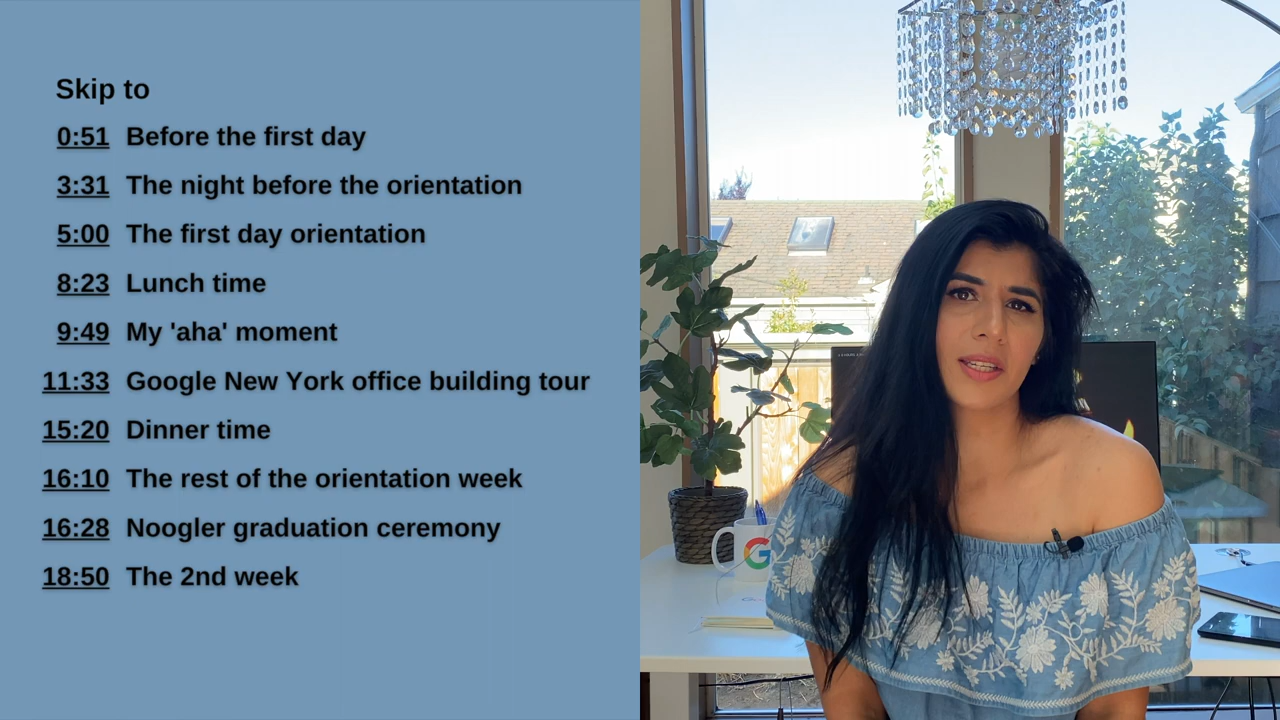 Skip to
0:51 Before the first day
3:31 The night before the orientation
5:00 The first day orientation
8:23 Lunch time
9:49 My 'aha' moment
11:33 Google New York office building tour
15:20 Dinner time
16:10 The rest of the orientation week
16:28 Noogler graduation ceremony
18:50 The 2nd week
G